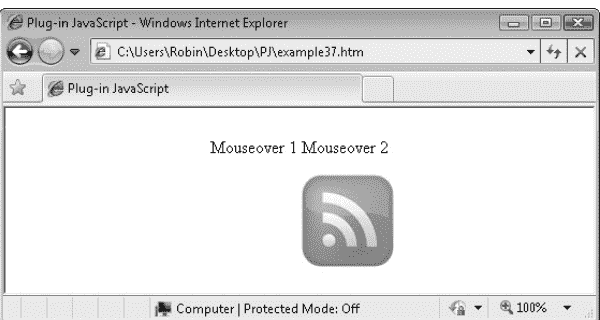 Plug-in JavaScript - Windows Internet Explorer
C:\Users\Robin\Desktop\PJ\example37.htm
Plug-in JavaScript
Mouseover 1 Mouseover 2
Computer | Protected Mode: Off
100%